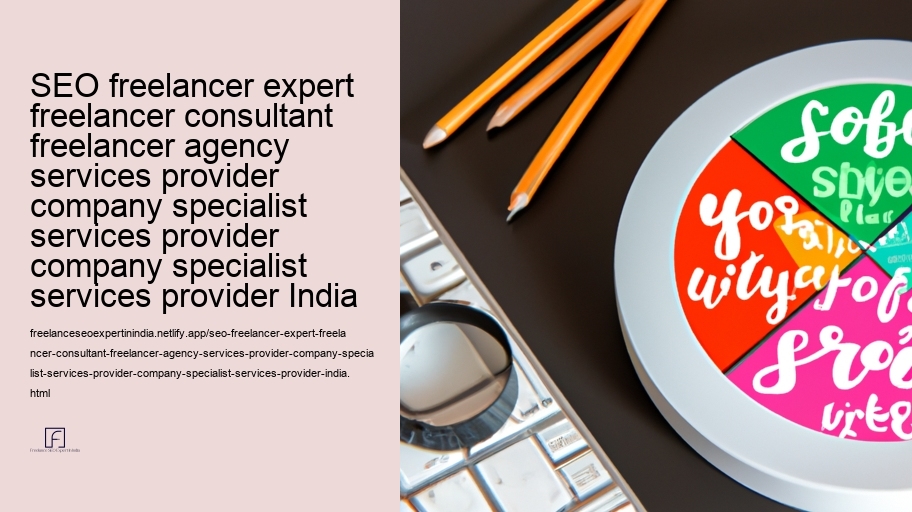 SEO freelancer expert
freelancer consultant
freelancer agency
services provider
company specialist
services provider
company specialist
services provider India
freelanceseoexpertinindia.netlify.app/seo-freelancer-expert-freela
ncer-consultant-freelancer-agency-services-provider-company-specia
list-services-provider-company-specialist-services-provider-india.
html